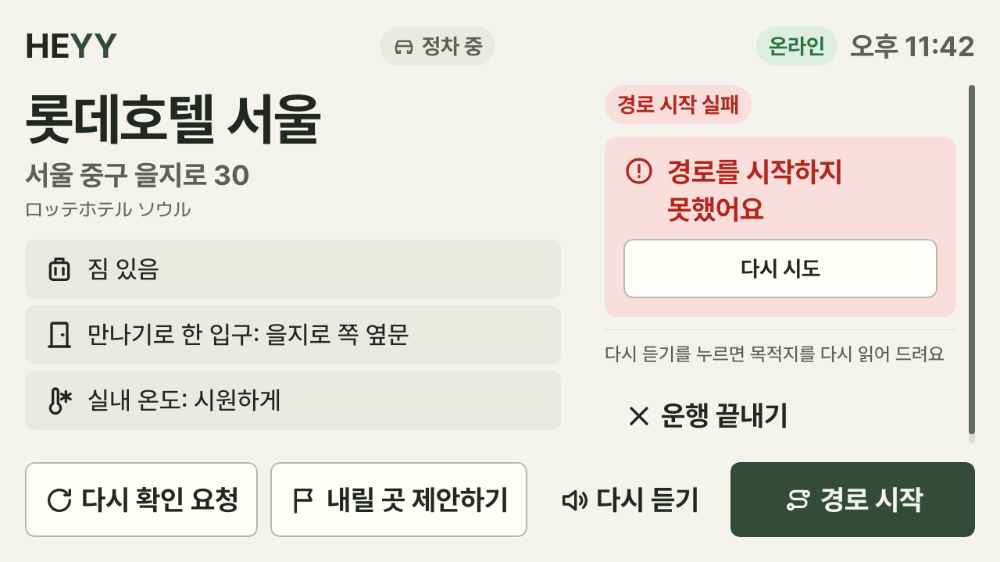 HEYY
정차 중
온라인
오후 11:42
롯데호텔 서울
서울 중구 을지로 30
ロッテホテル ソウル
짐 있음
만나기로 한 입구: 을지로 쪽 옆문
실내 온도: 시원하게
경로 시작 실패
경로를 시작하지
못했어요
다시 시도
다시 듣기를 누르면 목적지를 다시 읽어 드려요
운행 끝내기
다시 확인 요청
내릴 곳 제안하기
다시 듣기
경로 시작